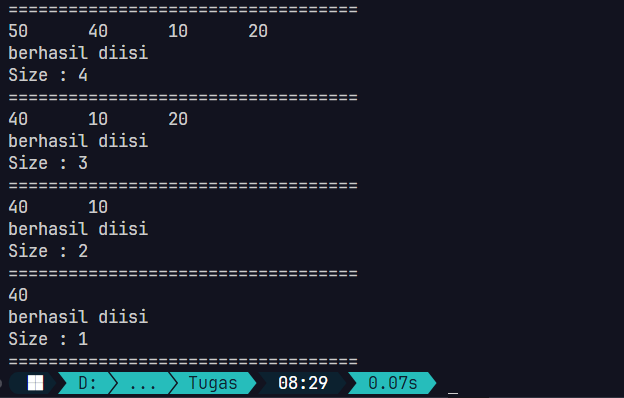 ===================================
50      40      10      20
berhasil diisi
Size : 4
===================================
40      10      20
berhasil diisi
Size : 3
===================================
40      10
berhasil diisi
Size : 2
===================================
40
berhasil diisi
Size : 1
===================================
D: ... Tugas 08:29 0.07s _